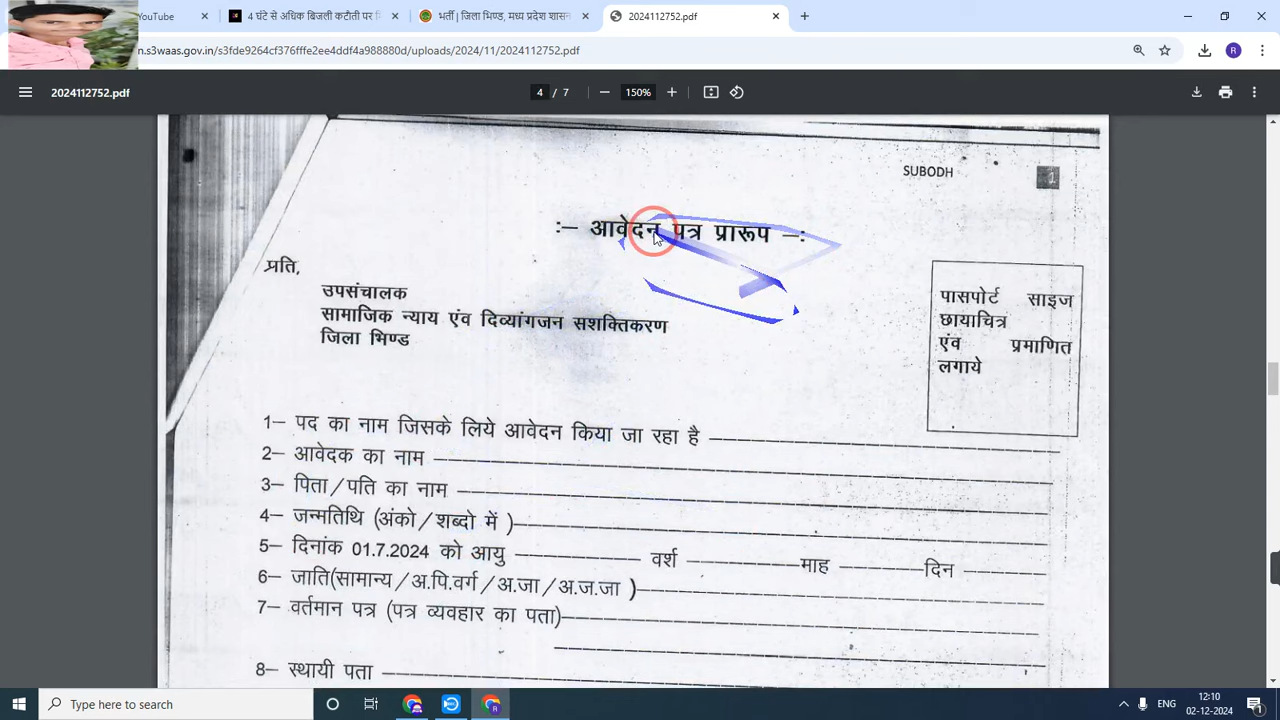 YouTube
4 घंटे से अधिक बिजली कटौती पर f
भर्ती | जिला भिण्ड, मध्य प्रदेश शासन
2024112752.pdf
n.s3waas.gov.in/s3fde9264cf376fffe2ee4ddf4a988880d/uploads/2024/11/2024112752.pdf
R
2024112752.pdf
4 / 7
150%
SUBODH
1
:– आवेदन पत्र प्रारूप –:
प्रति,
उपसंचालक
सामाजिक न्याय एंव दिव्यांगजन सशक्तिकरण
जिला भिण्ड
पासपोर्ट साइज
छायाचित्र
एंव प्रमाणित
लगाये
1– पद का नाम जिसके लिये आवेदन किया जा रहा है
2– आवेदक का नाम
3– पिता/पति का नाम
4– जन्मतिथि (अंको/शब्दो में )
5– दिनांक 01.7.2024 को आयु वर्श माह दिन
6– जाति(सामान्य/अ.पि.वर्ग/अ.जा/अ.ज.जा )
7– वर्तमान पत्र (पत्र व्यवहार का पता)
8– स्थायी पता
Type here to search
ENG
12:10
02-12-2024